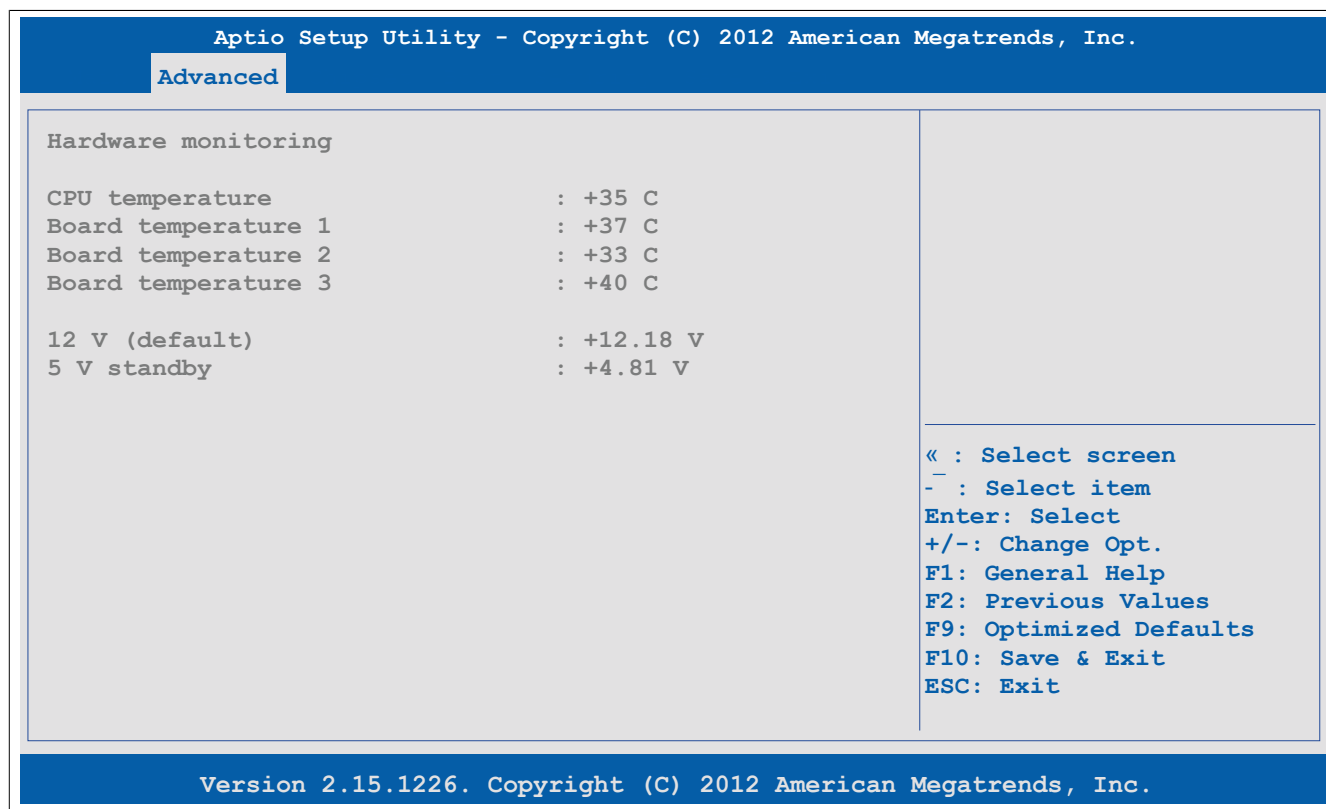 Aptio Setup Utility - Copyright (C) 2012 American Megatrends, Inc.
Advanced
Hardware monitoring
CPU temperature : +35 C
Board temperature 1 : +37 C
Board temperature 2 : +33 C
Board temperature 3 : +40 C
12 V (default) : +12.18 V
5 V standby : +4.81 V
« : Select screen
-¯ : Select item
Enter: Select
+/-: Change Opt.
F1: General Help
F2: Previous Values
F9: Optimized Defaults
F10: Save & Exit
ESC: Exit
Version 2.15.1226. Copyright (C) 2012 American Megatrends, Inc.